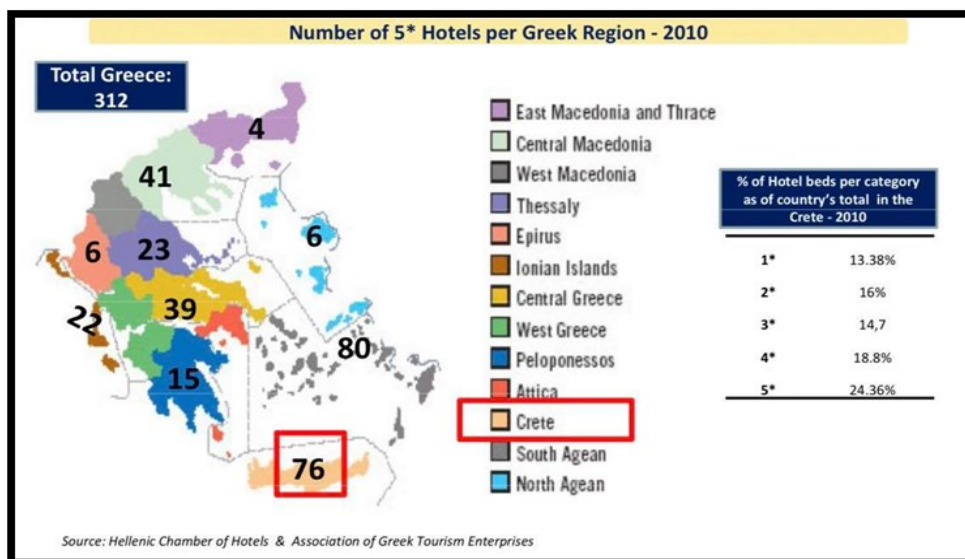 Number of 5* Hotels per Greek Region - 2010
Total Greece:
312
4
41
6
23
6
22
39
80
15
76
East Macedonia and Thrace
Central Macedonia
West Macedonia
Thessaly
Epirus
Ionian Islands
Central Greece
West Greece
Peloponessos
Attica
Crete
South Agean
North Agean
% of Hotel beds per category
as of country's total in the
Crete - 2010
1* 13.38%
2* 16%
3* 14,7
4* 18.8%
5* 24.36%
Source: Hellenic Chamber of Hotels & Association of Greek Tourism Enterprises